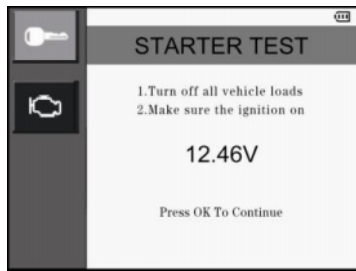 STARTER TEST
1.Turn off all vehicle loads
2.Make sure the ignition on
12.46V
Press OK To Continue